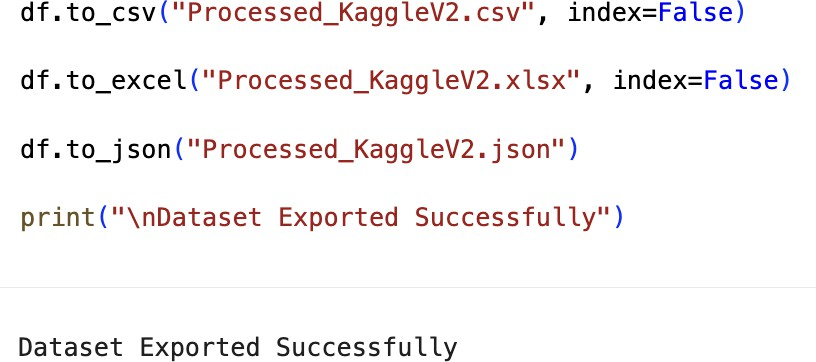 df.to_csv("Processed_KaggleV2.csv", index=False)
df.to_excel("Processed_KaggleV2.xlsx", index=False)
df.to_json("Processed_KaggleV2.json")
print("\nDataset Exported Successfully")
Dataset Exported Successfully